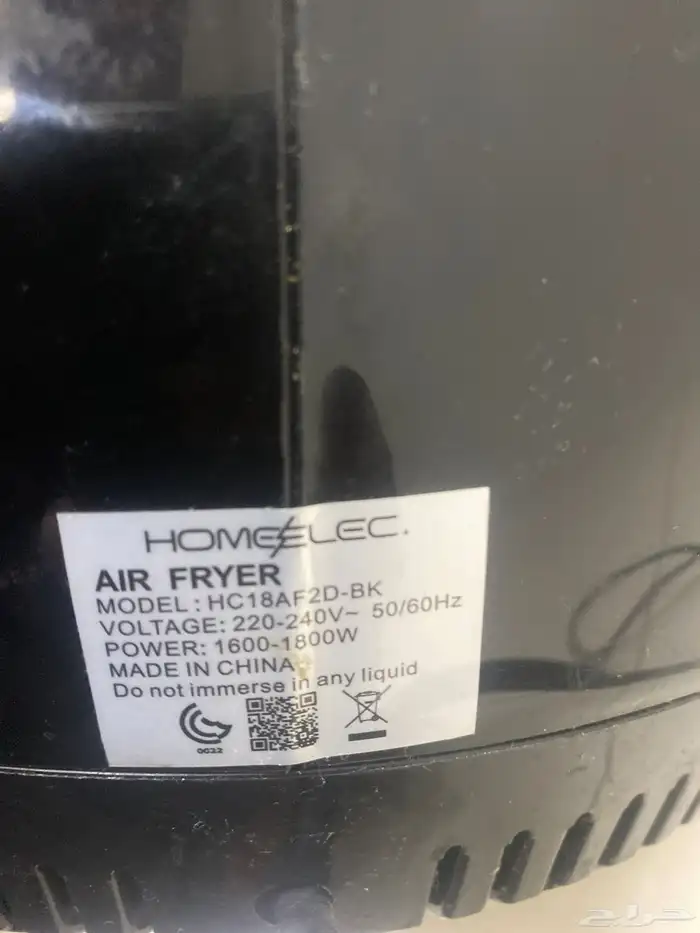 HOMEELEC.
AIR FRYER
MODEL: HC18AF2D-BK
VOLTAGE: 220-240V~ 50/60Hz
POWER: 1600-1800W
MADE IN CHINA
Do not immerse in any liquid
0022
حراج